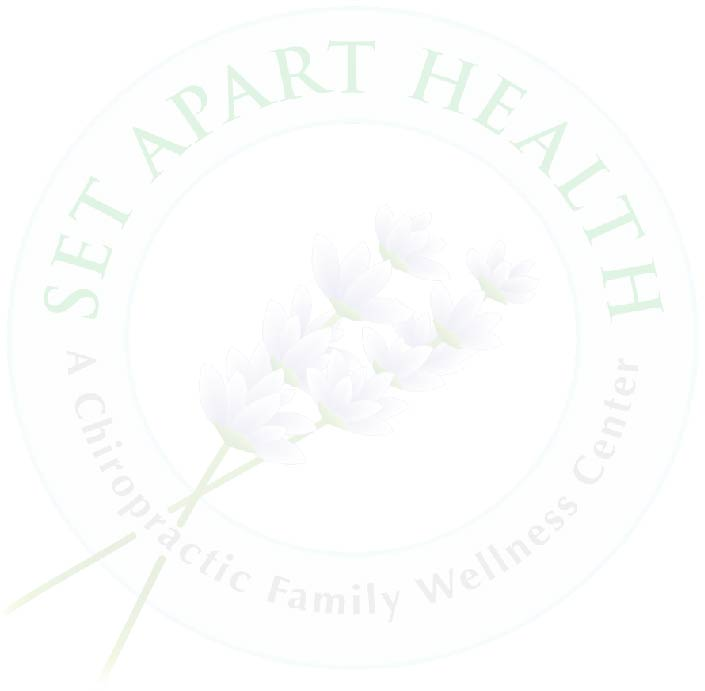 SET APART HEALTH
A Chiropractic Family Wellness Center